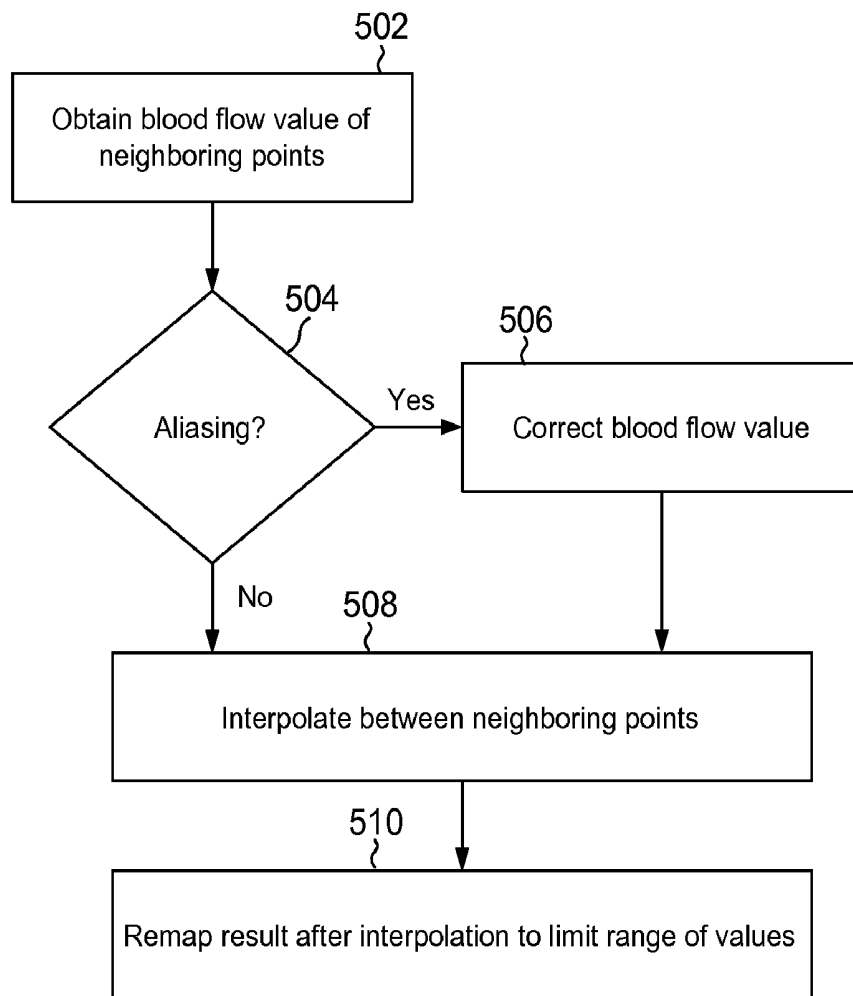 502
Obtain blood flow value of
neighboring points
504
Aliasing?
Yes
506
Correct blood flow value
No
508
Interpolate between neighboring points
510
Remap result after interpolation to limit range of values